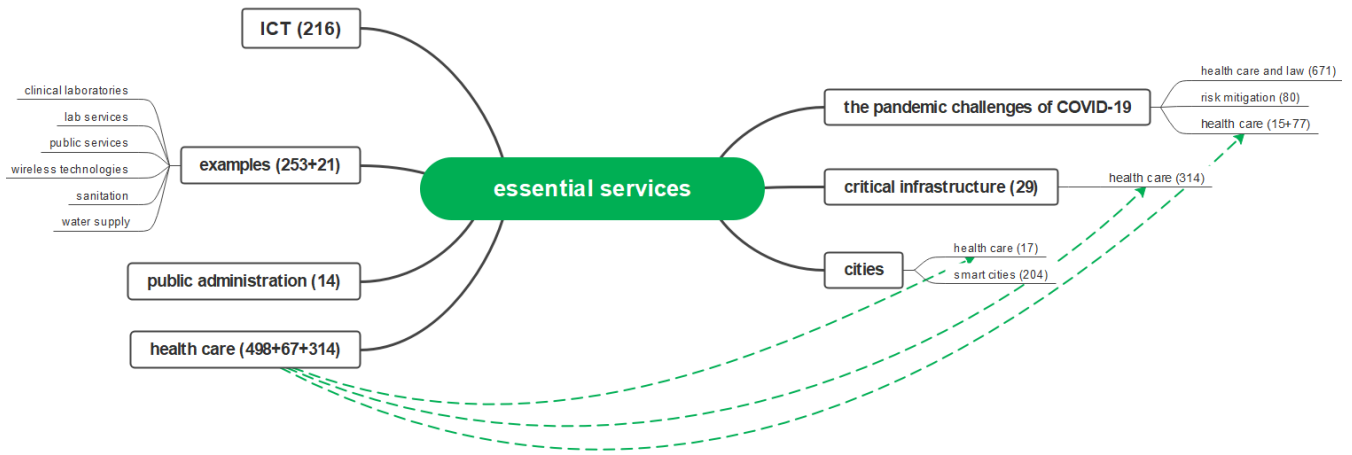 ICT (216)
clinical laboratories
lab services
public services
wireless technologies
sanitation
water supply
examples (253+21)
public administration (14)
health care (498+67+314)
essential services
the pandemic challenges of COVID-19
health care and law (671)
risk mitigation (80)
health care (15+77)
critical infrastructure (29)
health care (314)
cities
health care (17)
smart cities (204)